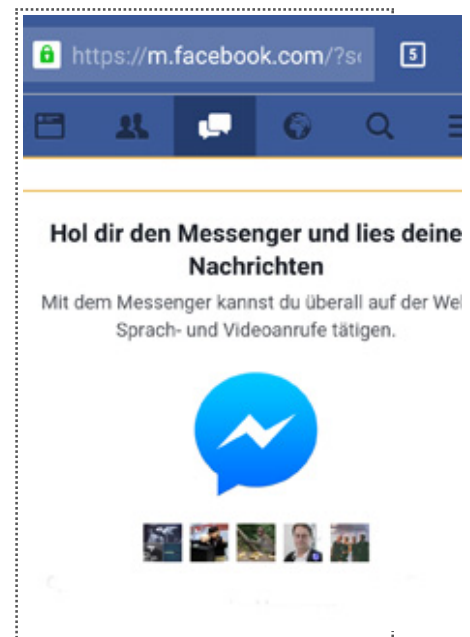 https://m.facebook.com/?s
5
Hol dir den Messenger und lies deine
Nachrichten
Mit dem Messenger kannst du überall auf der Wel
Sprach- und Videoanrufe tätigen.